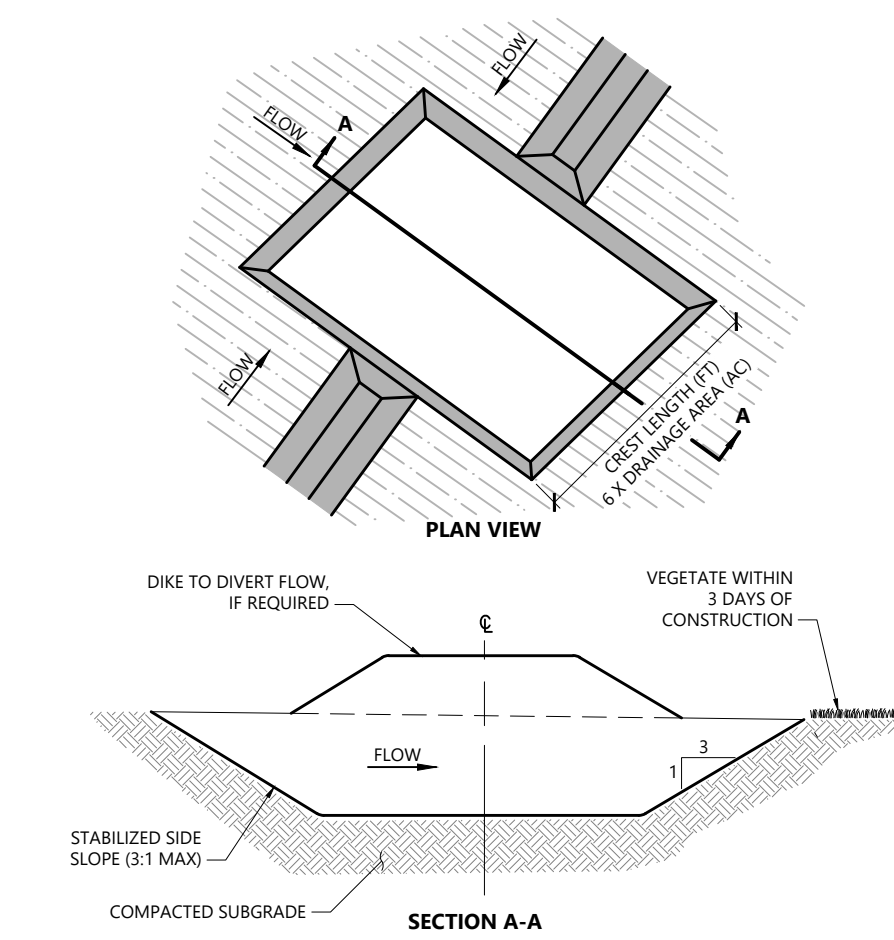 FLOW
FLOW
A
FLOW
CREST LENGTH (FT)
6 X DRAINAGE AREA (AC)
A
PLAN VIEW
DIKE TO DIVERT FLOW,
IF REQUIRED
VEGETATE WITHIN
3 DAYS OF
CONSTRUCTION
℄
FLOW
3
1
STABILIZED SIDE
SLOPE (3:1 MAX)
COMPACTED SUBGRADE
SECTION A-A